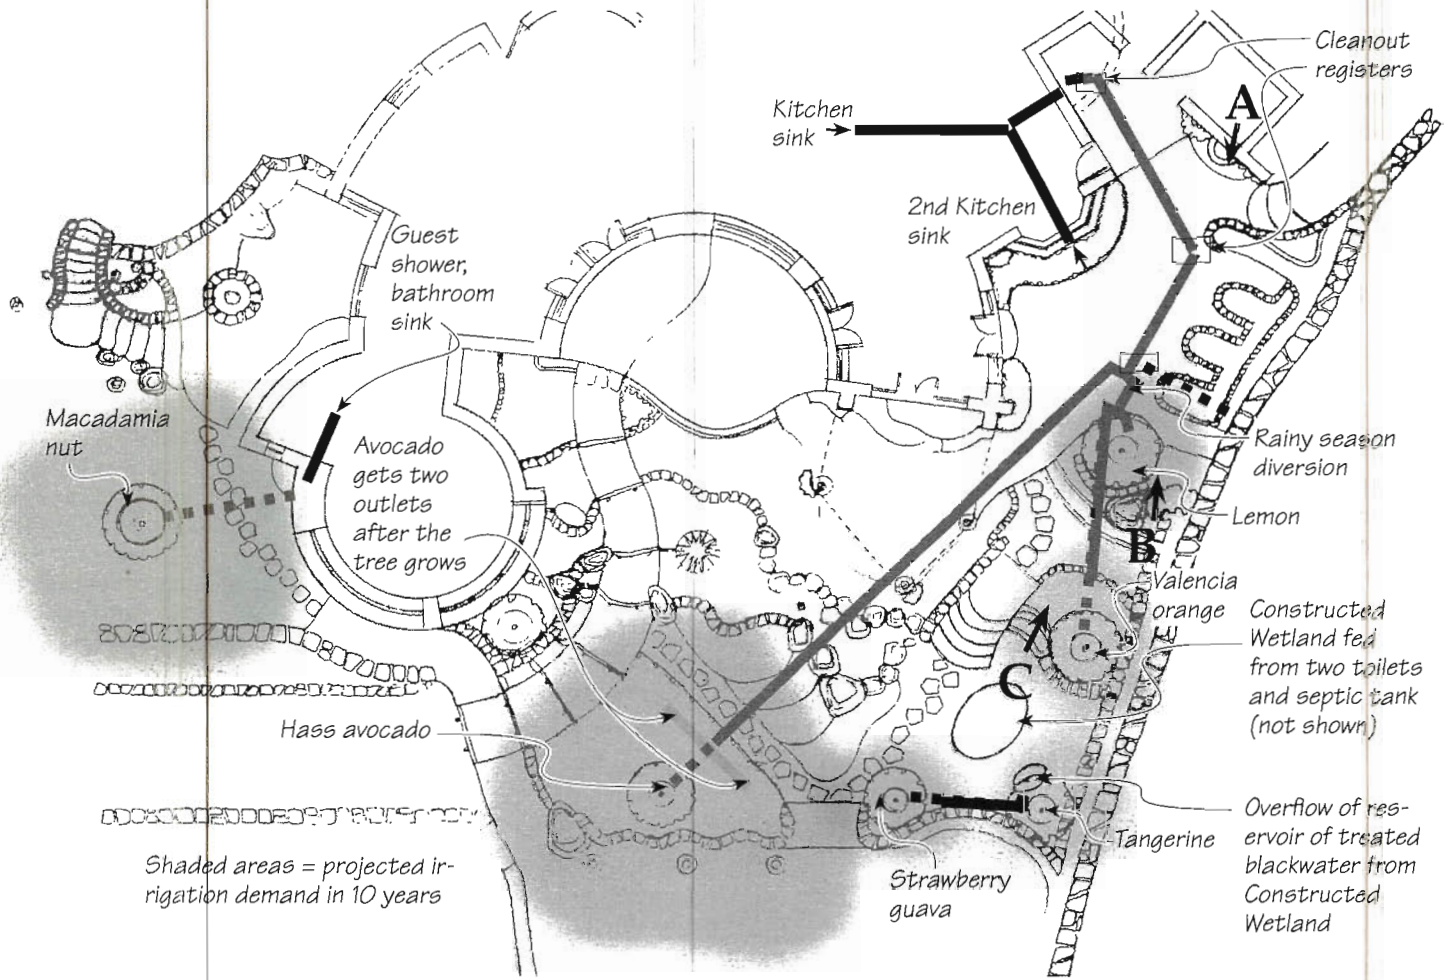 Cleanout
registers
A
Kitchen
sink
2nd Kitchen
sink
Guest
shower,
bathroom
sink
Macadamia
nut
Avocado
gets two
outlets
after the
tree grows
Rainy season
diversion
Lemon
B
Valencia
orange
Constructed
Wetland fed
from two toilets
and septic tank
(not shown)
C
Hass avocado
Overflow of res-
ervoir of treated
blackwater from
Constructed
Wetland
Tangerine
Strawberry
guava
Shaded areas = projected ir-
rigation demand in 10 years